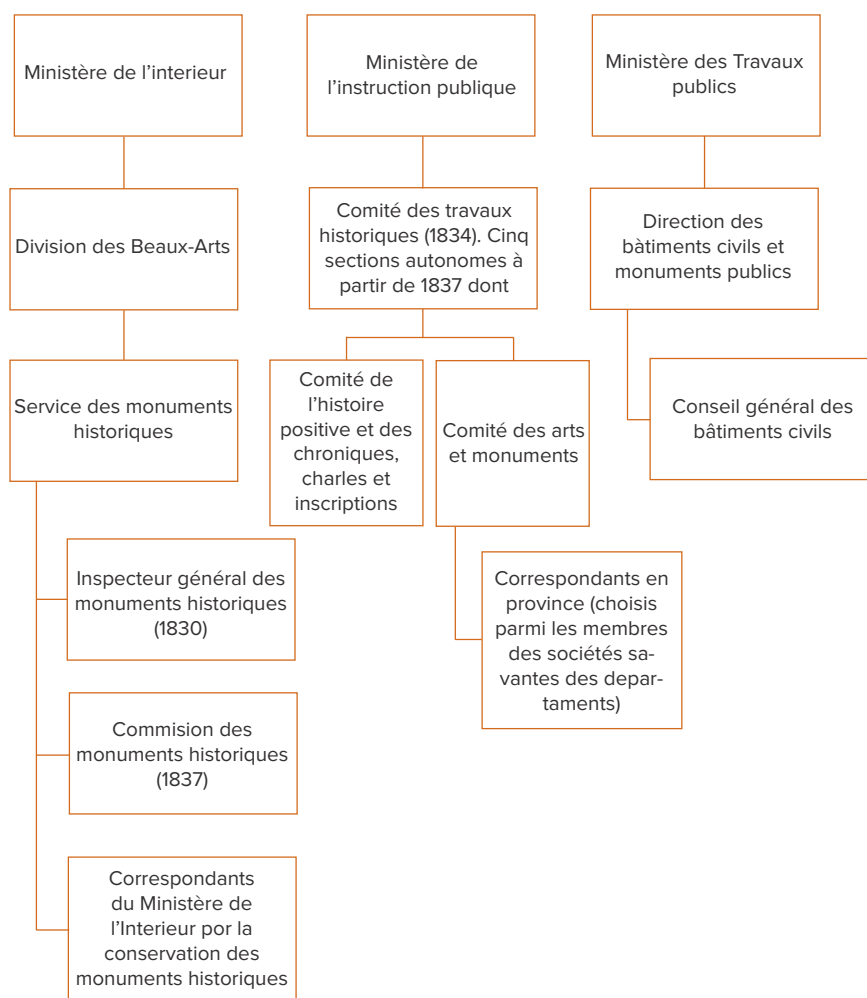 Ministère de l'interieur
Ministère de
l'instruction publique
Ministère des Travaux
publics
Division des Beaux-Arts
Comité des travaux
historiques (1834). Cinq
sections autonomes à
partir de 1837 dont
Direction des
bàtiments civils et
monuments publics
Service des monuments
historiques
Comité de
l'histoire
positive et des
chroniques,
charles et
inscriptions
Comité des arts
et monuments
Conseil général des
bâtiments civils
Inspecteur général des
monuments historiques
(1830)
Correspondants en
province (choisis
parmi les membres
des sociétés sa-
vantes des depar-
taments)
Commision des
monuments historiques
(1837)
Correspondants
du Ministère de
l'Interieur por la
conservation des
monuments historiques